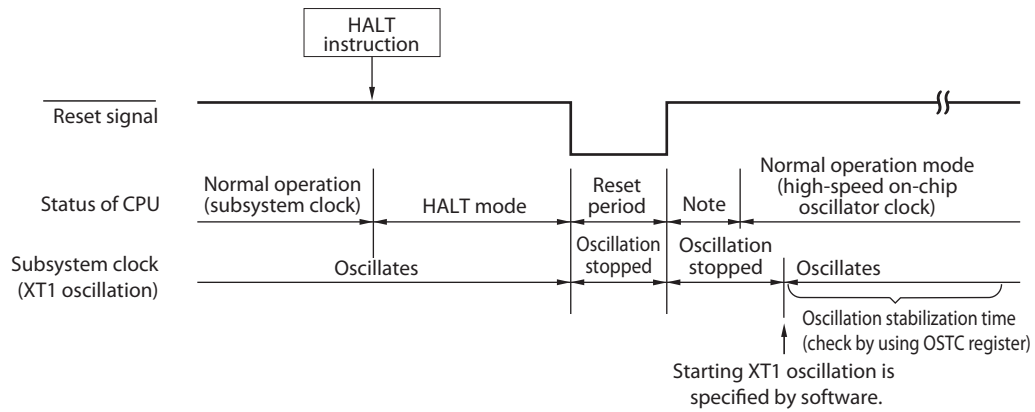 HALT
instruction
Reset signal
Status of CPU
Normal operation
(subsystem clock)
HALT mode
Reset
period
Note
Normal operation mode
(high-speed on-chip
oscillator clock)
Subsystem clock
(XT1 oscillation)
Oscillates
Oscillation
stopped
Oscillation
stopped
Oscillates
Oscillation stabilization time
(check by using OSTC register)
Starting XT1 oscillation is
specified by software.